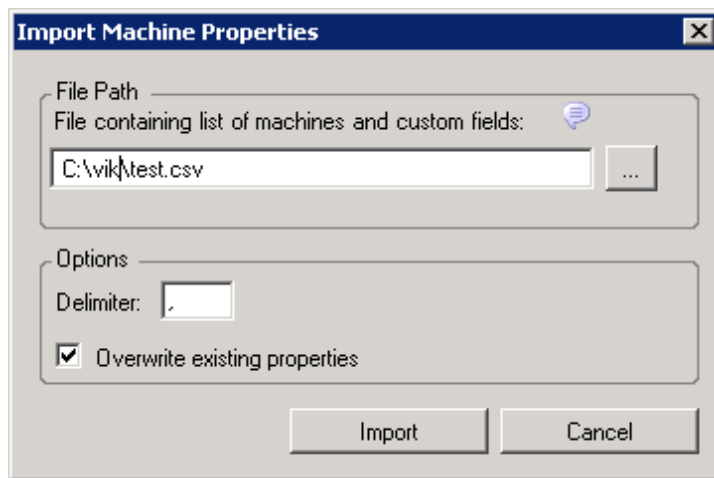 Import Machine Properties
File Path
File containing list of machines and custom fields:
C:\vik\test.csv
...
Options
Delimiter: ,
Overwrite existing properties
Import Cancel